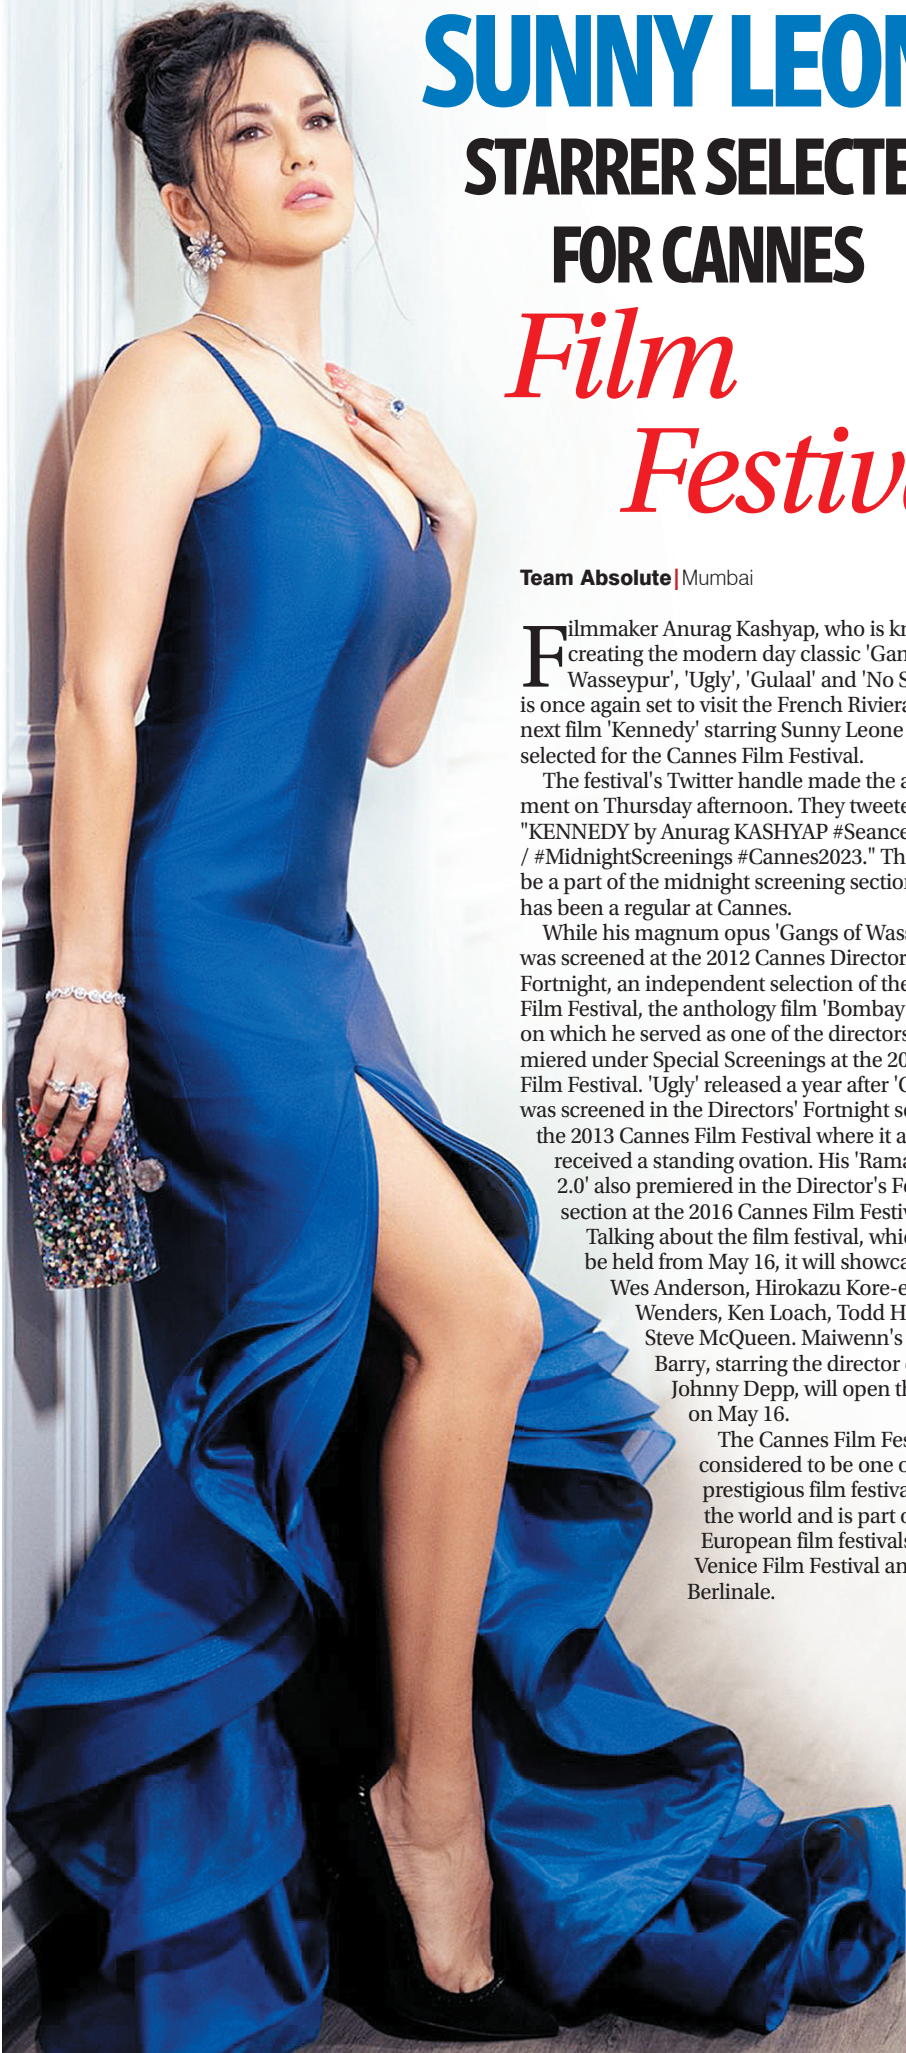 SUNNY LEON
STARRER SELECTE
FOR CANNES
Film
Festiv
Team Absolute|Mumbai
Filmmaker Anurag Kashyap, who is kn
creating the modern day classic 'Gan
Wasseypur', 'Ugly', 'Gulaal' and 'No S
is once again set to visit the French Riviera
next film 'Kennedy' starring Sunny Leone
selected for the Cannes Film Festival.
The festival's Twitter handle made the a
ment on Thursday afternoon. They tweete
"KENNEDY by Anurag KASHYAP #Seance
/ #MidnightScreenings #Cannes2023." Th
be a part of the midnight screening section
has been a regular at Cannes.
While his magnum opus 'Gangs of Wass
was screened at the 2012 Cannes Director
Fortnight, an independent selection of the
Film Festival, the anthology film 'Bombay
on which he served as one of the directors
miered under Special Screenings at the 20
Film Festival. 'Ugly' released a year after 'G
was screened in the Directors' Fortnight se
the 2013 Cannes Film Festival where it a
received a standing ovation. His 'Rama
2.0' also premiered in the Director's Fo
section at the 2016 Cannes Film Festiv
Talking about the film festival, whic
be held from May 16, it will showca
Wes Anderson, Hirokazu Kore-e
Wenders, Ken Loach, Todd H
Steve McQueen. Maiwenn's
Barry, starring the director
Johnny Depp, will open th
on May 16.
The Cannes Film Fes
considered to be one o
prestigious film festiva
the world and is part o
European film festivals
Venice Film Festival an
Berlinale.